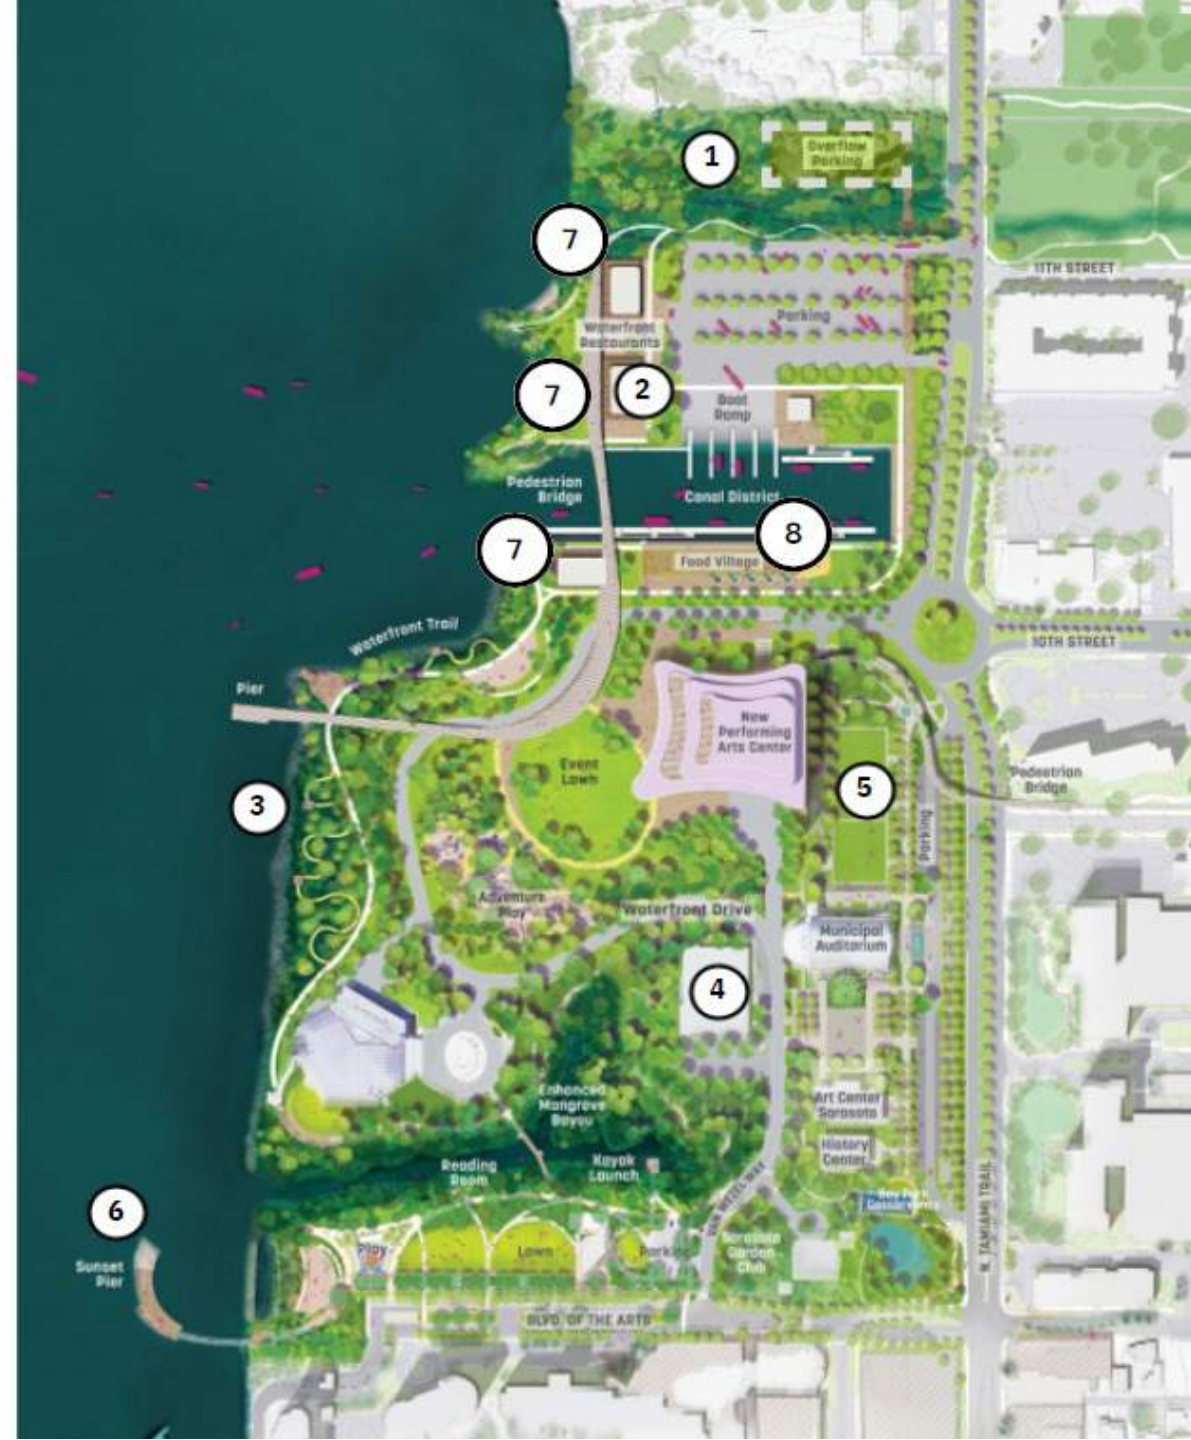 1
Overflow
Parking
7
11TH STREET
Parking
Waterfront
Restaurants
7
2
Boat
Ramp
Pedestrian
Bridge
Canal District
8
7
Food Village
Waterfront Trail
10TH STREET
Pier
New
Performing
Arts Center
Event
Lawn
Pedestrian
Bridge
3
5
Parking
Adventure
Play
Waterfront Drive
Municipal
Auditorium
4
Enhanced
Mangrove
Bayou
Art Center
Sarasota
History
Center
Reading
Room
Kayak
Launch
VAN WEZEL WAY
N. TAMIAMI TRAIL
6
Sunset
Pier
Play
Lawn
Parking
Sarasota
Garden
Club
BLVD. OF THE ARTS